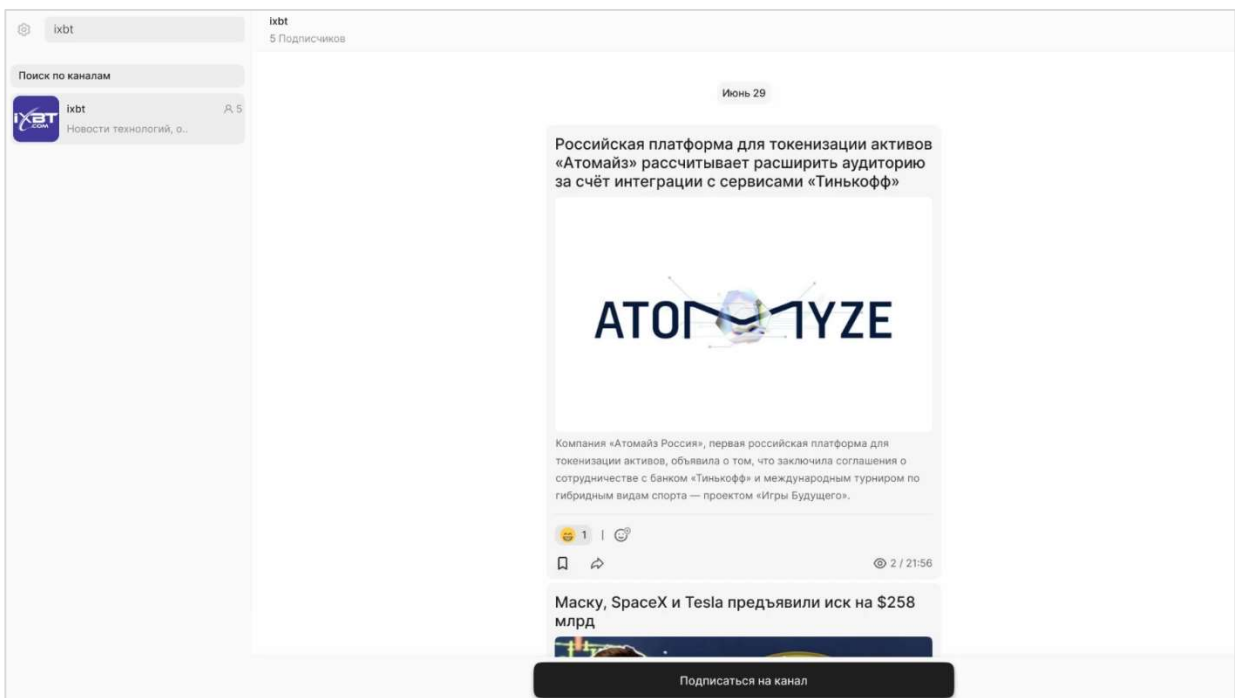 ixbt
Поиск по каналам
iXBT
.COM
ixbt
5
Новости технологий, о..
ixbt
5 Подписчиков
Июнь 29
Российская платформа для токенизации активов
«Атомайз» рассчитывает расширить аудиторию
за счёт интеграции с сервисами «Тинькофф»
ATOMYZE
Компания «Атомайз Россия», первая российская платформа для
токенизации активов, объявила о том, что заключила соглашения о
сотрудничестве с банком «Тинькофф» и международным турниром по
гибридным видам спорта — проектом «Игры Будущего».
1 |
2 / 21:56
Маску, SpaceX и Tesla предъявили иск на $258
млрд
Подписаться на канал